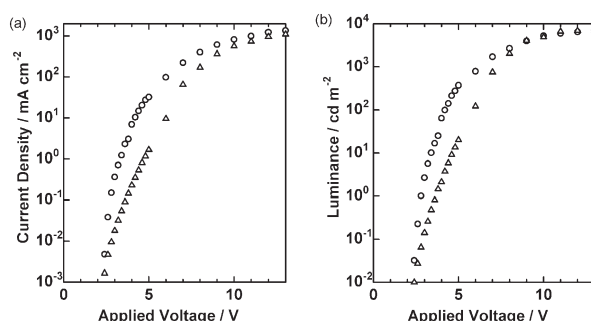 (a)
10³
10²
10¹
10⁰
10⁻¹
10⁻²
10⁻³
Current Density / mA cm⁻²
0 5 10
Applied Voltage / V
(b)
10⁴
10³
10²
10¹
10⁰
10⁻¹
10⁻²
Luminance / cd m⁻²
0 5 10
Applied Voltage / V